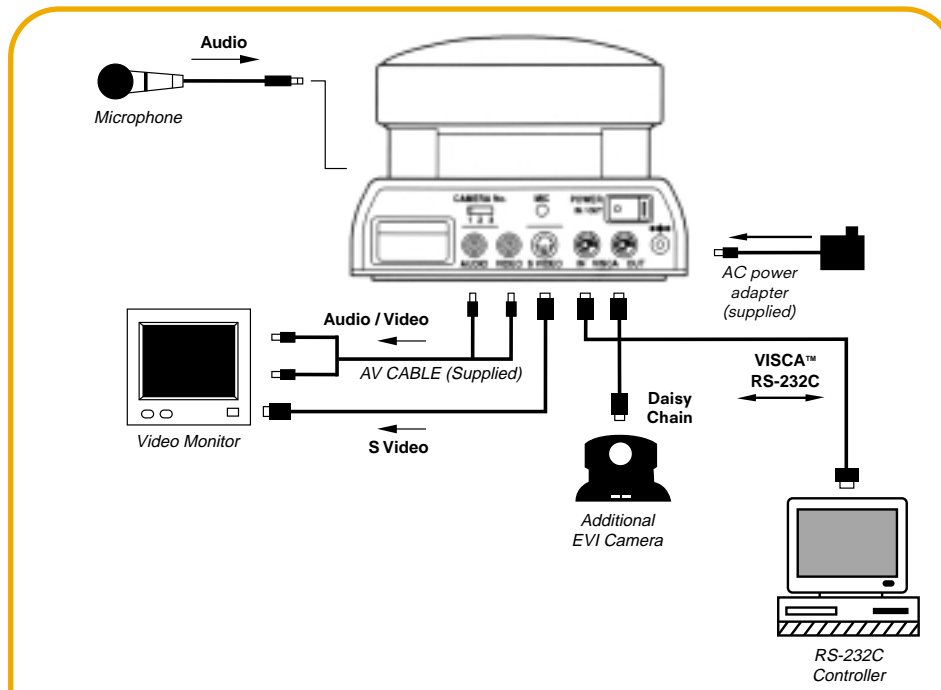 Audio
Microphone
CAMERA No.
1 2 3
MIC
POWER
IN / OUT
AUDIO VIDEO S VIDEO IN VISCA OUT
AC power
adapter
(supplied)
Audio / Video
AV CABLE (Supplied)
Video Monitor
S Video
Daisy
Chain
VISCA™
RS-232C
Additional
EVI Camera
RS-232C
Controller